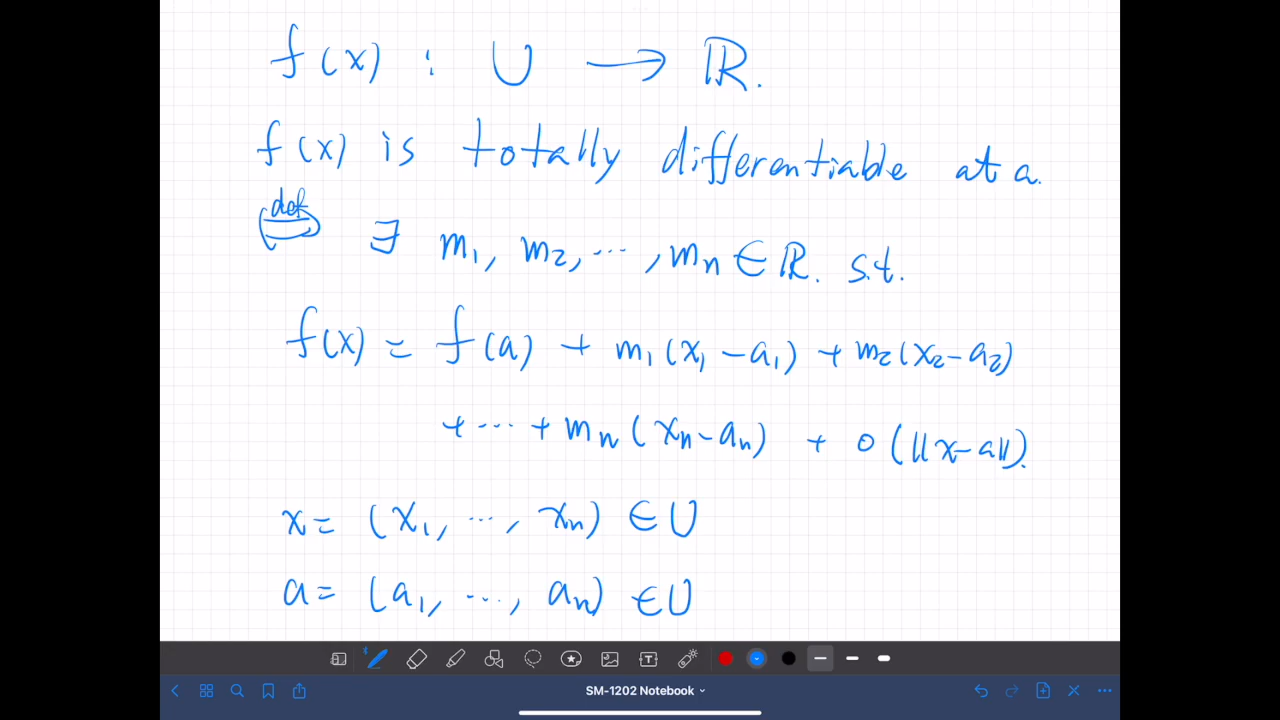 f(x) : U → ℝ.
f(x) is totally differentiable at a.
def ⟺ ∃ m₁, m₂, ⋯, mₙ ∈ ℝ. s.t.
f(x) = f(a) + m₁(x₁ - a₁) + m₂(x₂ - a₂)
+ ⋯ + mₙ(xₙ - aₙ) + o(||x - a||).
x = (x₁, ⋯, xₙ) ∈ U
a = (a₁, ⋯, aₙ) ∈ U
SM-1202 Notebook